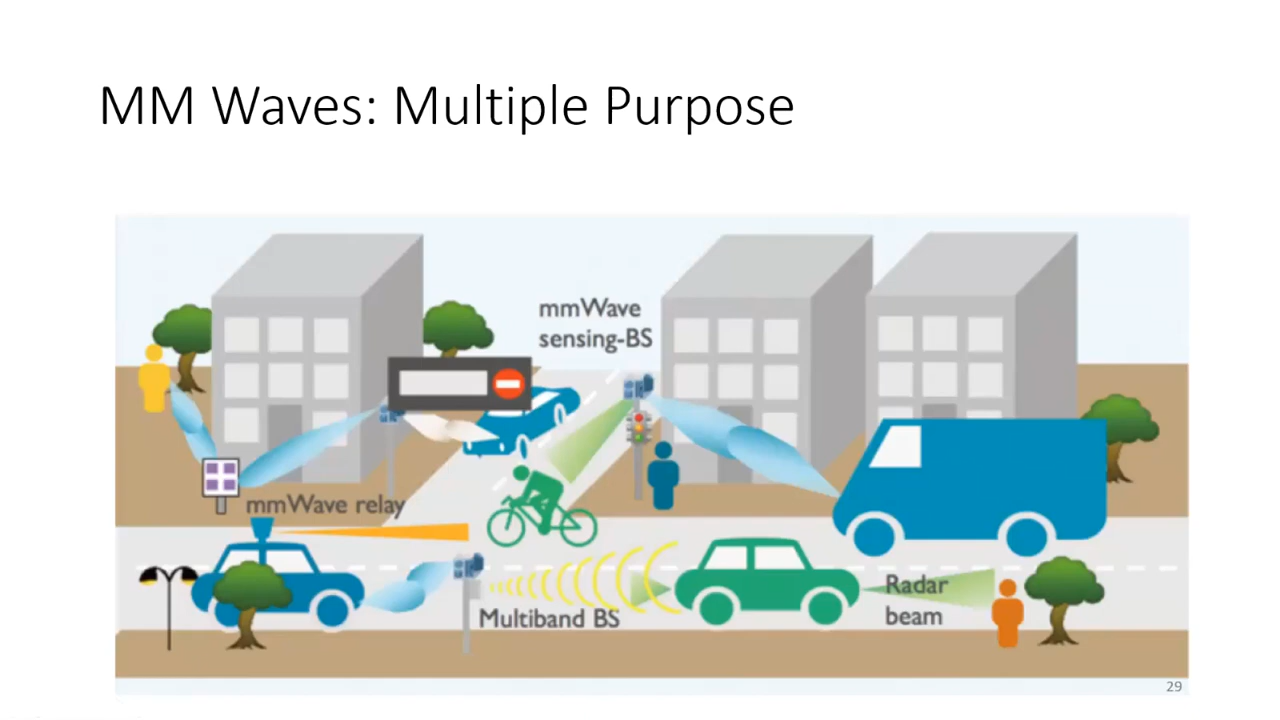 MM Waves: Multiple Purpose
mmWave
sensing-BS
mmWave relay
Multiband BS
Radar
beam
29